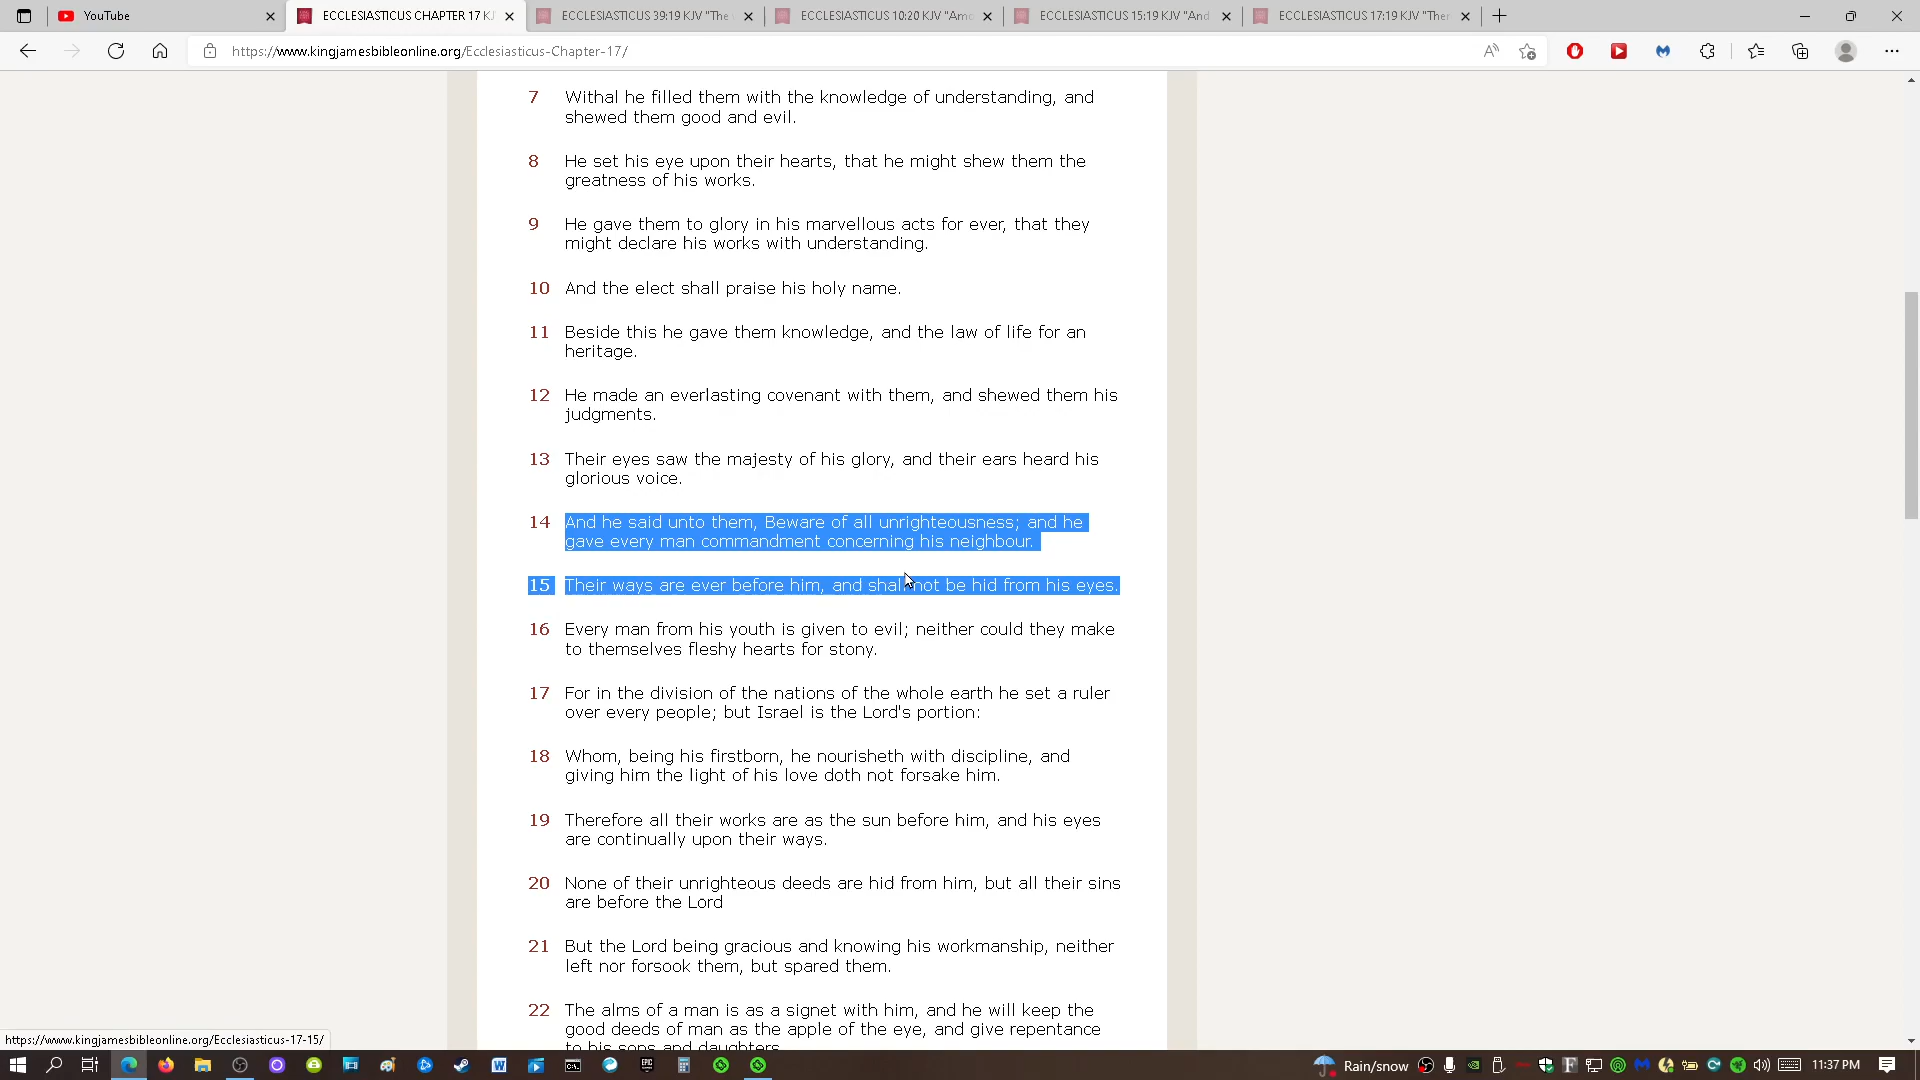 YouTube
ECCLESIASTICUS CHAPTER 17 KJ
ECCLESIASTICUS 39:19 KJV "The
ECCLESIASTICUS 10:20 KJV "Amo
ECCLESIASTICUS 15:19 KJV "And
ECCLESIASTICUS 17:19 KJV "Ther
https://www.kingjamesbibleonline.org/Ecclesiasticus-Chapter-17/
7 Withal he filled them with the knowledge of understanding, and
shewed them good and evil.
8 He set his eye upon their hearts, that he might shew them the
greatness of his works.
9 He gave them to glory in his marvellous acts for ever, that they
might declare his works with understanding.
10 And the elect shall praise his holy name.
11 Beside this he gave them knowledge, and the law of life for an
heritage.
12 He made an everlasting covenant with them, and shewed them his
judgments.
13 Their eyes saw the majesty of his glory, and their ears heard his
glorious voice.
14 And he said unto them, Beware of all unrighteousness; and he
gave every man commandment concerning his neighbour.
15 Their ways are ever before him, and shall not be hid from his eyes.
16 Every man from his youth is given to evil; neither could they make
to themselves fleshy hearts for stony.
17 For in the division of the nations of the whole earth he set a ruler
over every people; but Israel is the Lord's portion:
18 Whom, being his firstborn, he nourisheth with discipline, and
giving him the light of his love doth not forsake him.
19 Therefore all their works are as the sun before him, and his eyes
are continually upon their ways.
20 None of their unrighteous deeds are hid from him, but all their sins
are before the Lord
21 But the Lord being gracious and knowing his workmanship, neither
left nor forsook them, but spared them.
22 The alms of a man is as a signet with him, and he will keep the
good deeds of man as the apple of the eye, and give repentance
to his sons and daughters
https://www.kingjamesbibleonline.org/Ecclesiasticus-17-15/
Rain/snow
11:37 PM